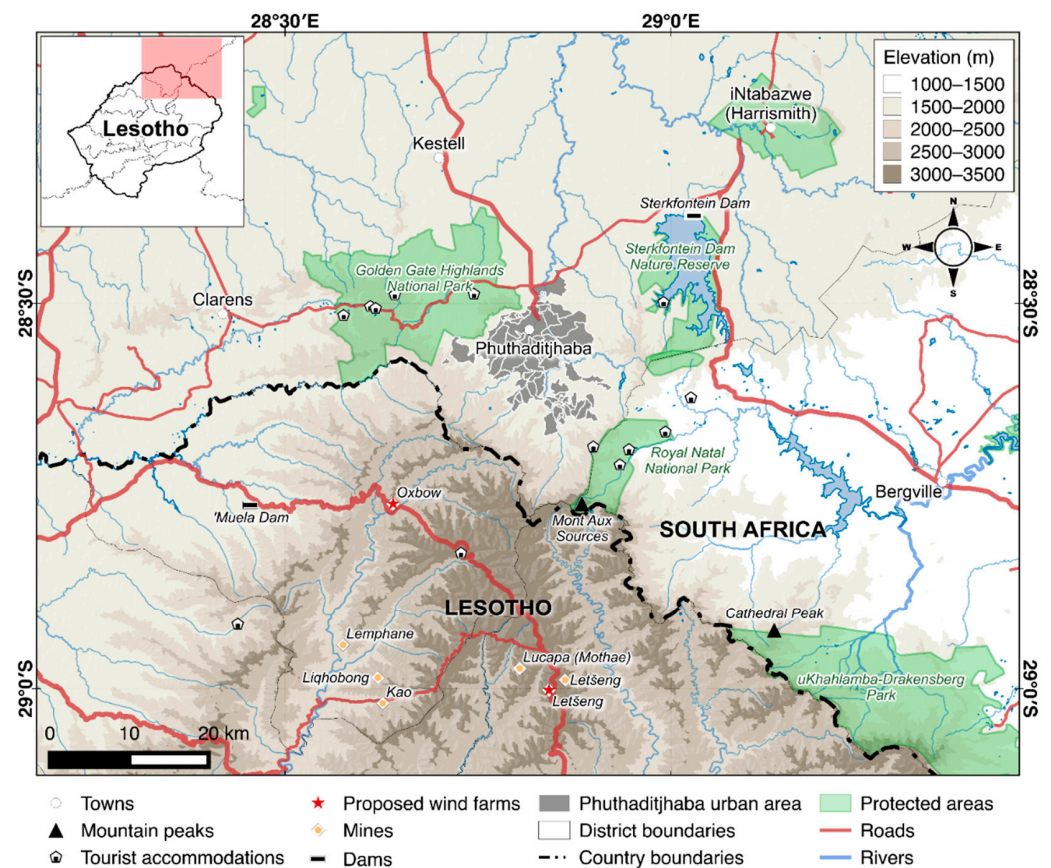 28°30′E
29°0′E
Lesotho
Elevation (m)
1000–1500
1500–2000
2000–2500
2500–3000
3000–3500
iNtabazwe
(Harrismith)
Kestell
Sterkfontein Dam
N
W
E
S
Sterkfontein Dam
Nature Reserve
Golden Gate Highlands
National Park
Clarens
28°30′S
28°30′S
Phuthaditjhaba
Royal Natal
National Park
Oxbow
'Muela Dam
Mont Aux
Sources
Bergville
SOUTH AFRICA
LESOTHO
Cathedral Peak
Lemphane
Lucapa (Mothae)
Liqhobong
Letšeng
Kao
Letšeng
uKhahlamba-Drakensberg
Park
29°0′S
29°0′S
0 10 20 km
Towns
Proposed wind farms
Phuthaditjhaba urban area
Protected areas
Mountain peaks
Mines
District boundaries
Roads
Tourist accommodations
Dams
Country boundaries
Rivers